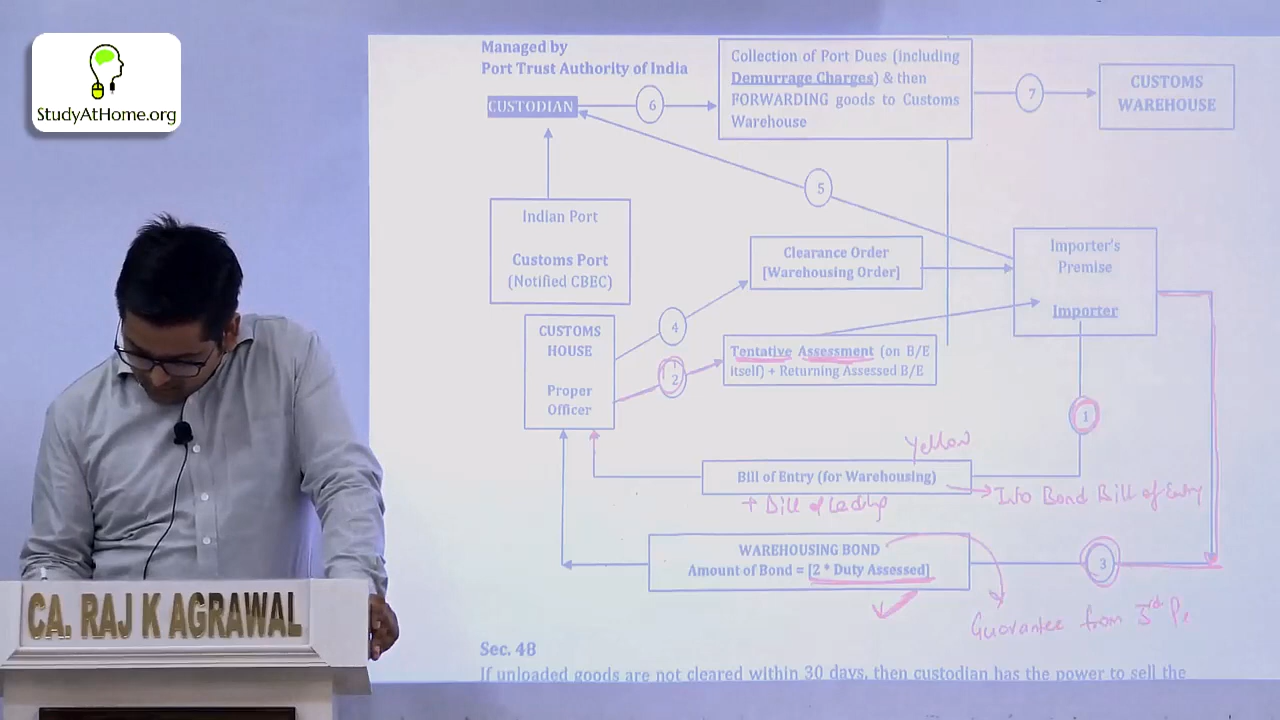 StudyAtHome.org
Managed by
Port Trust Authority of India
CUSTODIAN
6
Collection of Port Dues (including
Demurrage Charges) & then
FORWARDING goods to Customs
Warehouse
7
CUSTOMS
WAREHOUSE
5
Indian Port
Customs Port
(Notified CBEC)
Clearance Order
[Warehousing Order]
Importer's
Premise
Importer
4
CUSTOMS
HOUSE
Proper
Officer
2
Tentative Assessment (on B/E
itself) + Returning Assessed B/E
1
Yellow
Bill of Entry (for Warehousing)
+ Bill of Lading
Into Bond Bill of Entry
WAREHOUSING BOND
Amount of Bond = [2 * Duty Assessed]
3
Guarantee from 3rd P
CA. RAJ K AGRAWAL
Sec. 48
If unloaded goods are not cleared within 30 days, then custodian has the power to sell the